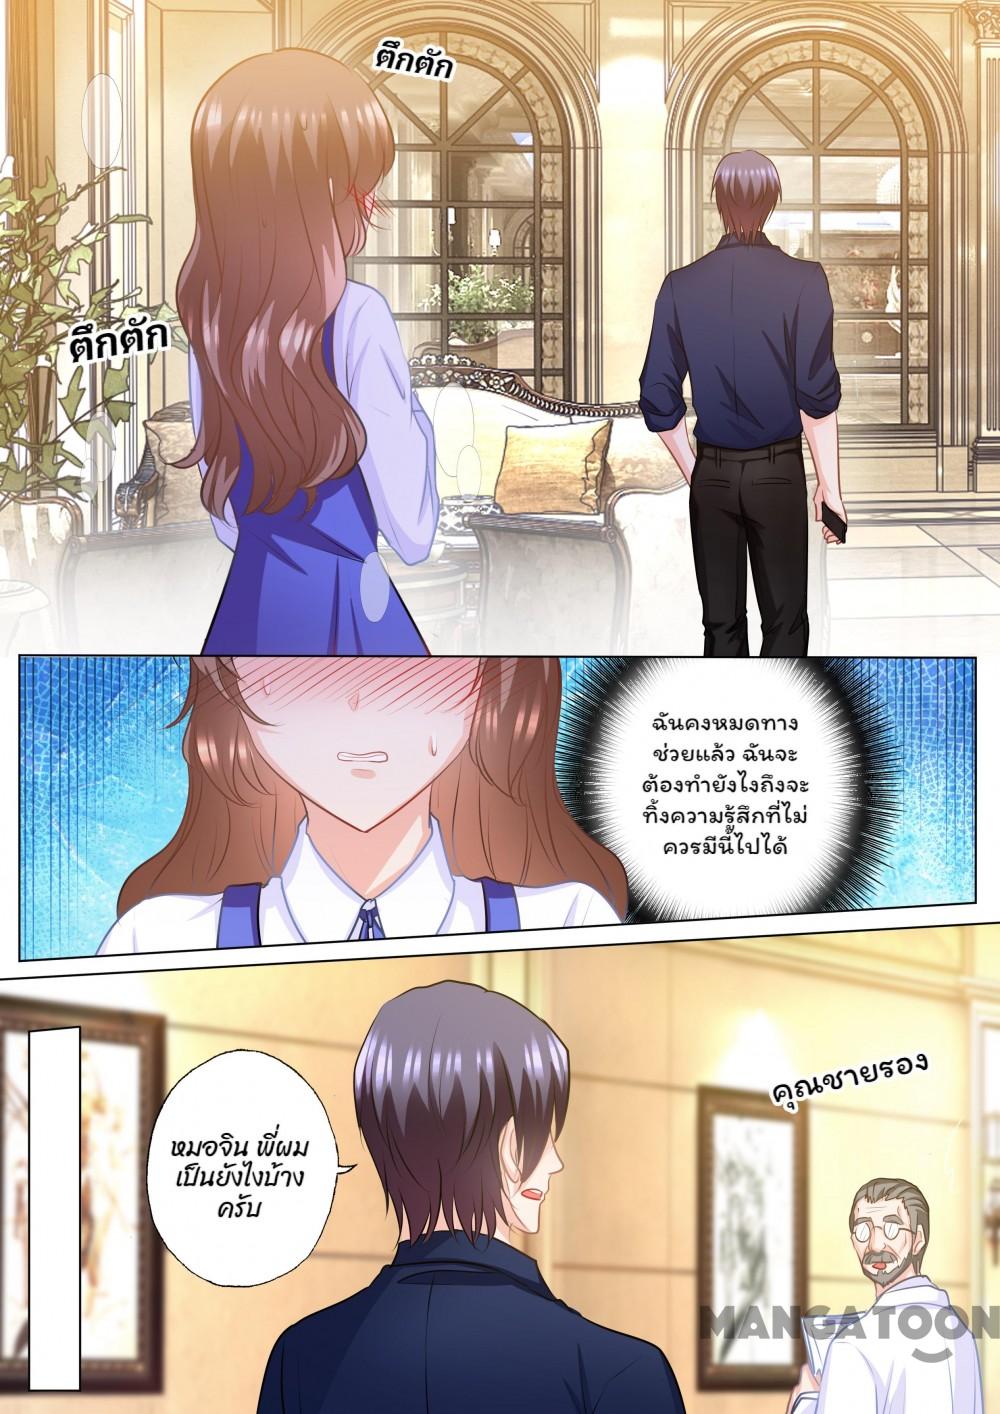 ตึกตัก
ตึกตัก
ฉันคงหมดทาง
ช่วยแล้ว ฉันจะ
ต้องทำยังไงถึงจะ
ทิ้งความรู้สึกที่ไม่
ควรมีนี้ไปได้
คุณชายรอง
หมอจิน พี่ผม
เป็นยังไงบ้าง
ครับ
MANGATOON